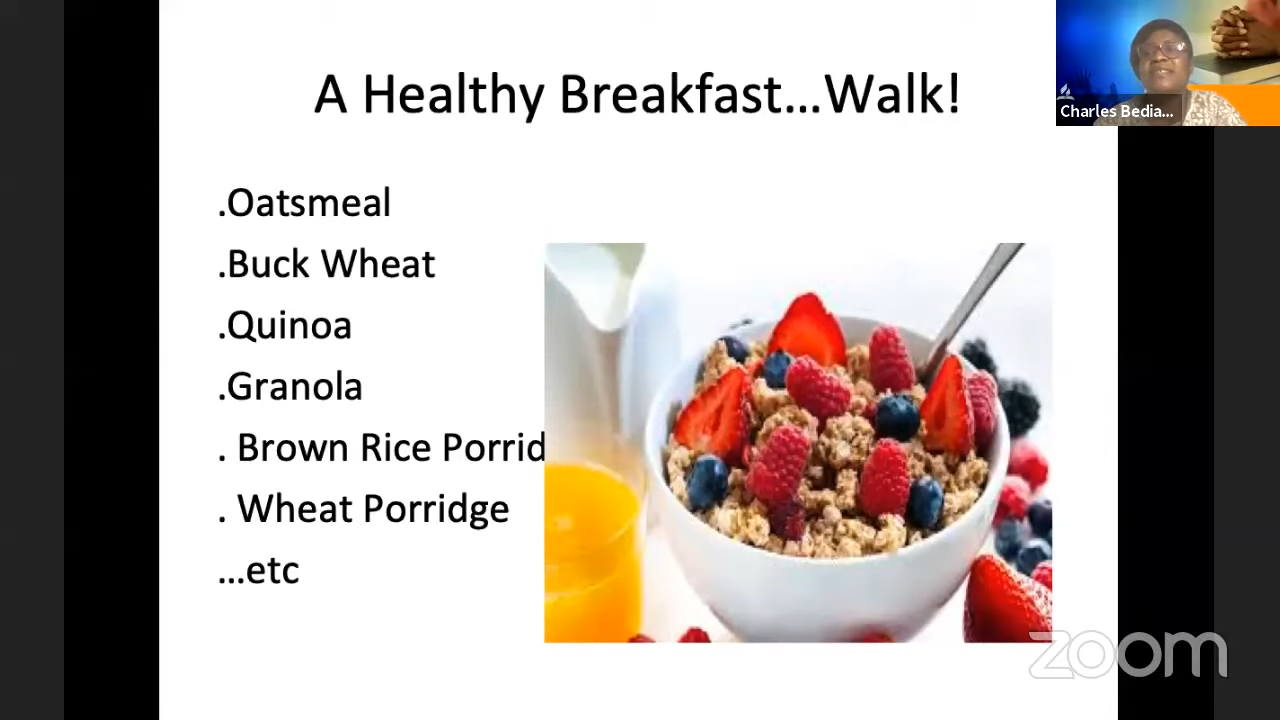 A Healthy Breakfast...Walk!
Charles Bedia...
.Oatsmeal
.Buck Wheat
.Quinoa
.Granola
. Brown Rice Porrid
. Wheat Porridge
...etc
zoom